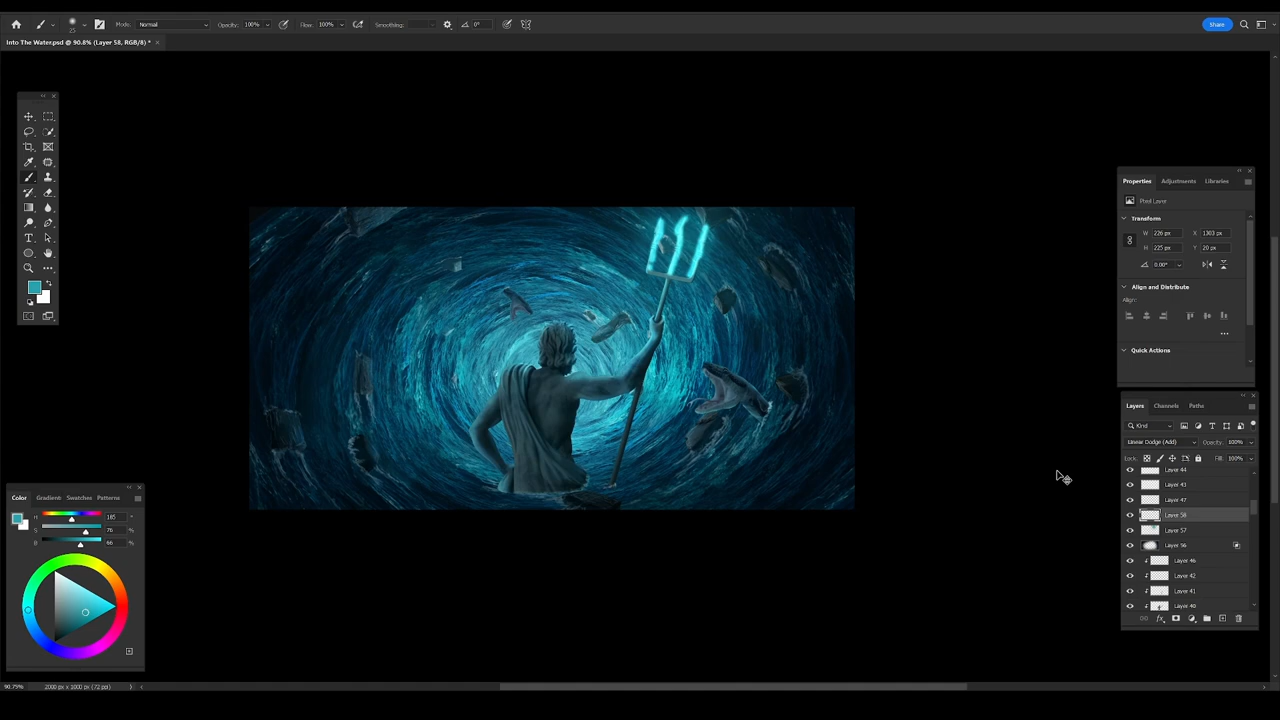 Mode: Normal Opacity: 100% Flow: 100% Smoothing: 0° Share
Into The Water.psd @ 90.8% (Layer 58, RGB/8) *
Properties Adjustments Libraries
Pixel Layer
Transform
W 226 px X 1303 px
H 225 px Y 20 px
0.00°
Align and Distribute
Align:
Quick Actions
Layers Channels Paths
Kind
Linear Dodge (Add) Opacity: 100%
Lock: Fill: 100%
Layer 44
Layer 43
Layer 47
Layer 58
Layer 57
Layer 56
Layer 46
Layer 42
Layer 41
Layer 40
fx
Color Gradient Swatches Patterns
H 185 °
S 76 %
B 66 %
90.79% 2000 px x 1000 px (72 ppi)